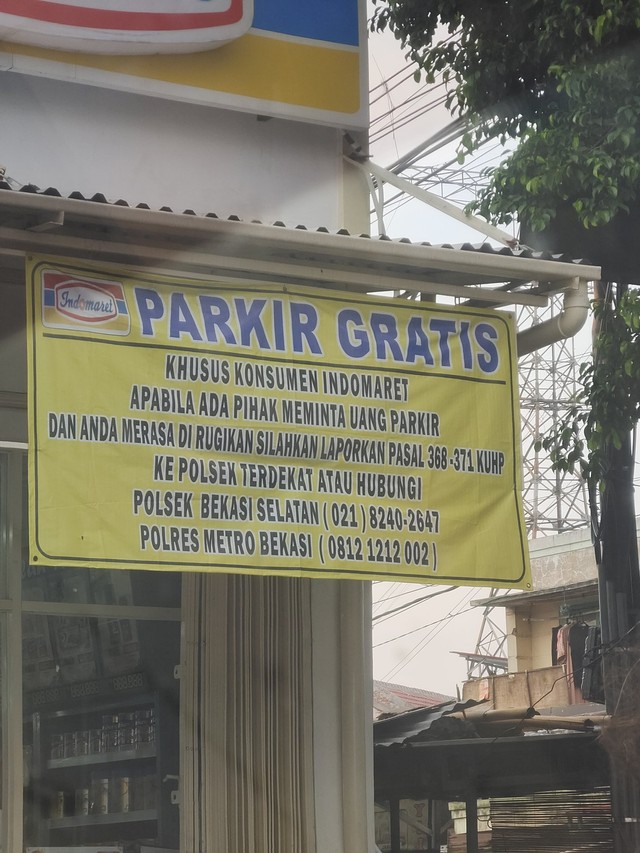 Indomaret
PARKIR GRATIS
KHUSUS KONSUMEN INDOMARET
APABILA ADA PIHAK MEMINTA UANG PARKIR
DAN ANDA MERASA DI RUGIKAN SILAHKAN LAPORKAN PASAL 368-371 KUHP
KE POLSEK TERDEKAT ATAU HUBUNGI
POLSEK BEKASI SELATAN (021) 8240-2647
POLRES METRO BEKASI (0812 1212 002)